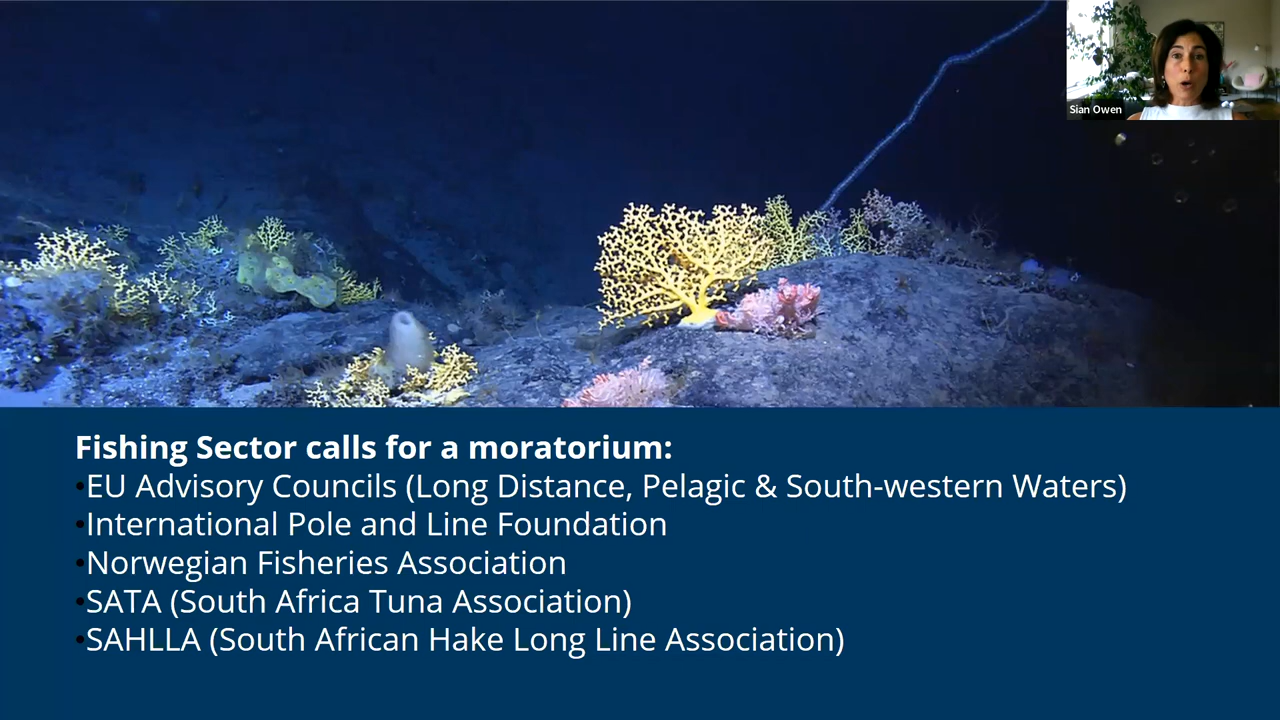 Sian Owen
Fishing Sector calls for a moratorium:
•EU Advisory Councils (Long Distance, Pelagic & South-western Waters)
•International Pole and Line Foundation
•Norwegian Fisheries Association
•SATA (South Africa Tuna Association)
•SAHLLA (South African Hake Long Line Association)